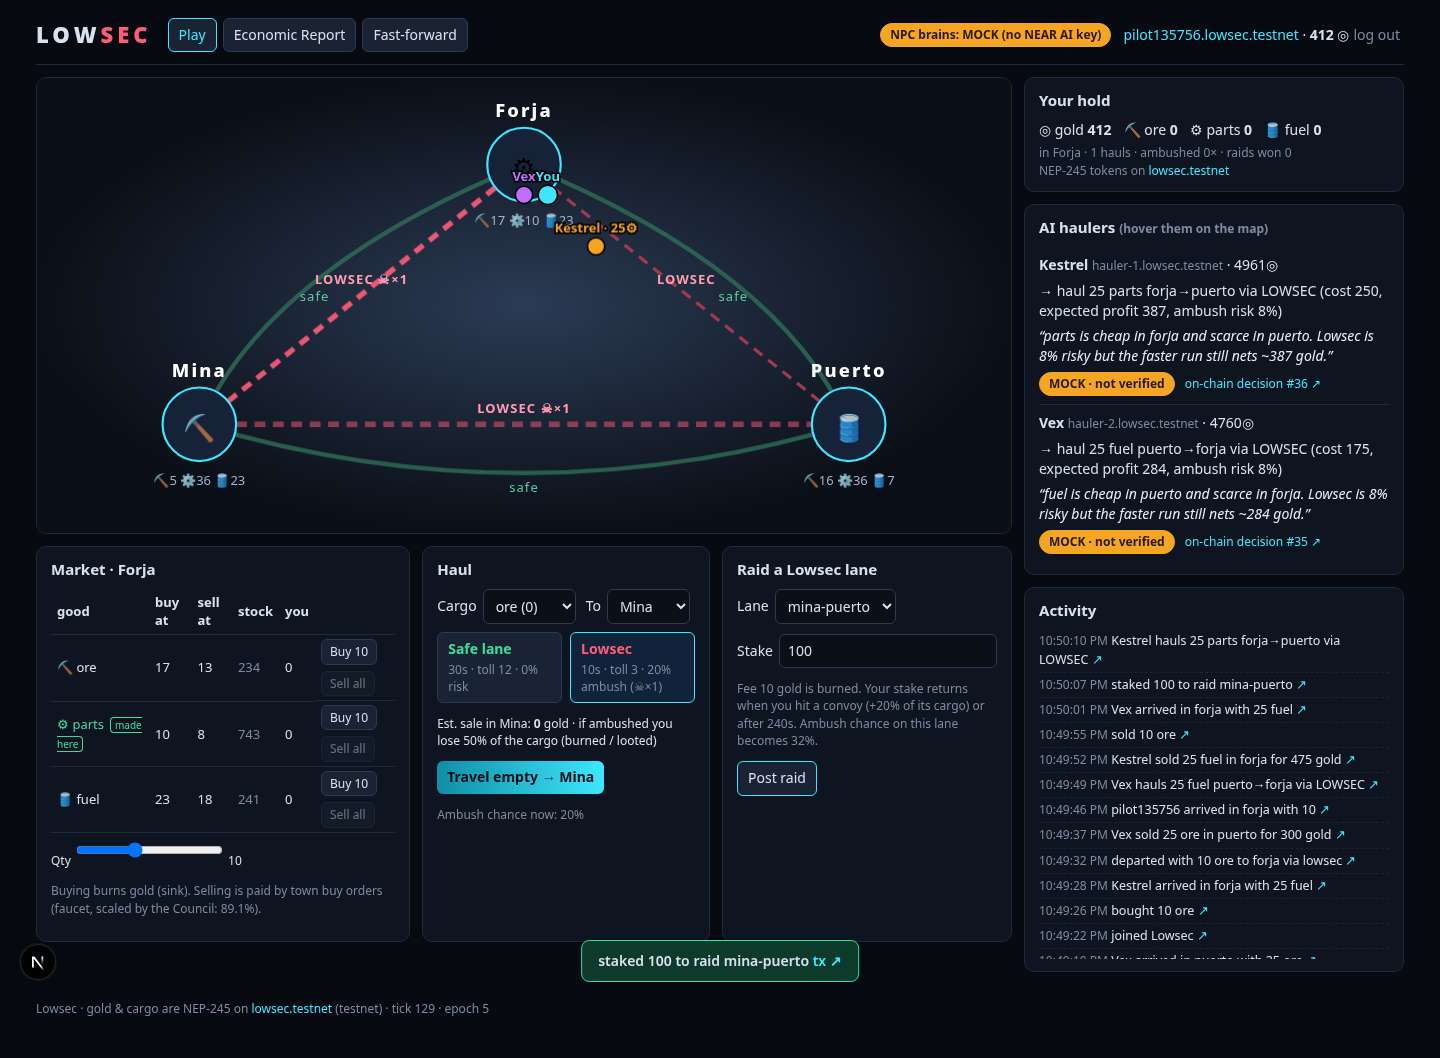 LOWSEC Play Economic Report Fast-forward NPC brains: MOCK (no NEAR AI key) pilot135756.lowsec.testnet · 412 ◎ log out
Forja
Vex You
⛏️17 ⚙️10 🛢️23
Kestrel · 25⚙
LOWSEC ☠×1
safe
LOWSEC
safe
Mina
⛏️5 ⚙️36 🛢️23
LOWSEC ☠×1
safe
Puerto
⛏️16 ⚙️36 🛢️7
Market · Forja
good buy at sell at stock you
⛏️ ore 17 13 234 0 Buy 10
Sell all
⚙ parts made here 10 8 743 0 Buy 10
Sell all
🛢️ fuel 23 18 241 0 Buy 10
Sell all
Qty 10
Buying burns gold (sink). Selling is paid by town buy orders
(faucet, scaled by the Council: 89.1%).
Haul
Cargo ore (0) To Mina
Safe lane
30s · toll 12 · 0%
risk
Lowsec
10s · toll 3 · 20%
ambush (☠×1)
Est. sale in Mina: 0 gold · if ambushed you
lose 50% of the cargo (burned / looted)
Travel empty → Mina
Ambush chance now: 20%
Raid a Lowsec lane
Lane mina-puerto
Stake 100
Fee 10 gold is burned. Your stake returns
when you hit a convoy (+20% of its cargo) or
after 240s. Ambush chance on this lane
becomes 32%.
Post raid
Your hold
◎ gold 412 ⛏️ ore 0 ⚙ parts 0 🛢️ fuel 0
in Forja · 1 hauls · ambushed 0× · raids won 0
NEP-245 tokens on lowsec.testnet
AI haulers (hover them on the map)
Kestrel hauler-1.lowsec.testnet · 4961◎
→ haul 25 parts forja→puerto via LOWSEC (cost 250,
expected profit 387, ambush risk 8%)
“parts is cheap in forja and scarce in puerto. Lowsec is
8% risky but the faster run still nets ~387 gold.”
MOCK · not verified on-chain decision #36 ↗
Vex hauler-2.lowsec.testnet · 4760◎
→ haul 25 fuel puerto→forja via LOWSEC (cost 175,
expected profit 284, ambush risk 8%)
“fuel is cheap in puerto and scarce in forja. Lowsec is 8%
risky but the faster run still nets ~284 gold.”
MOCK · not verified on-chain decision #35 ↗
Activity
10:50:10 PM Kestrel hauls 25 parts forja→puerto via
LOWSEC ↗
10:50:07 PM staked 100 to raid mina-puerto ↗
10:50:01 PM Vex arrived in forja with 25 fuel ↗
10:49:55 PM sold 10 ore ↗
10:49:52 PM Kestrel sold 25 fuel in forja for 475 gold ↗
10:49:49 PM Vex hauls 25 fuel puerto→forja via LOWSEC ↗
10:49:46 PM pilot135756 arrived in forja with 10 ↗
10:49:37 PM Vex sold 25 ore in puerto for 300 gold ↗
10:49:32 PM departed with 10 ore to forja via lowsec ↗
10:49:28 PM Kestrel arrived in forja with 25 fuel ↗
10:49:26 PM bought 10 ore ↗
10:49:22 PM joined Lowsec ↗
N
staked 100 to raid mina-puerto tx ↗
Lowsec · gold & cargo are NEP-245 on lowsec.testnet (testnet) · tick 129 · epoch 5